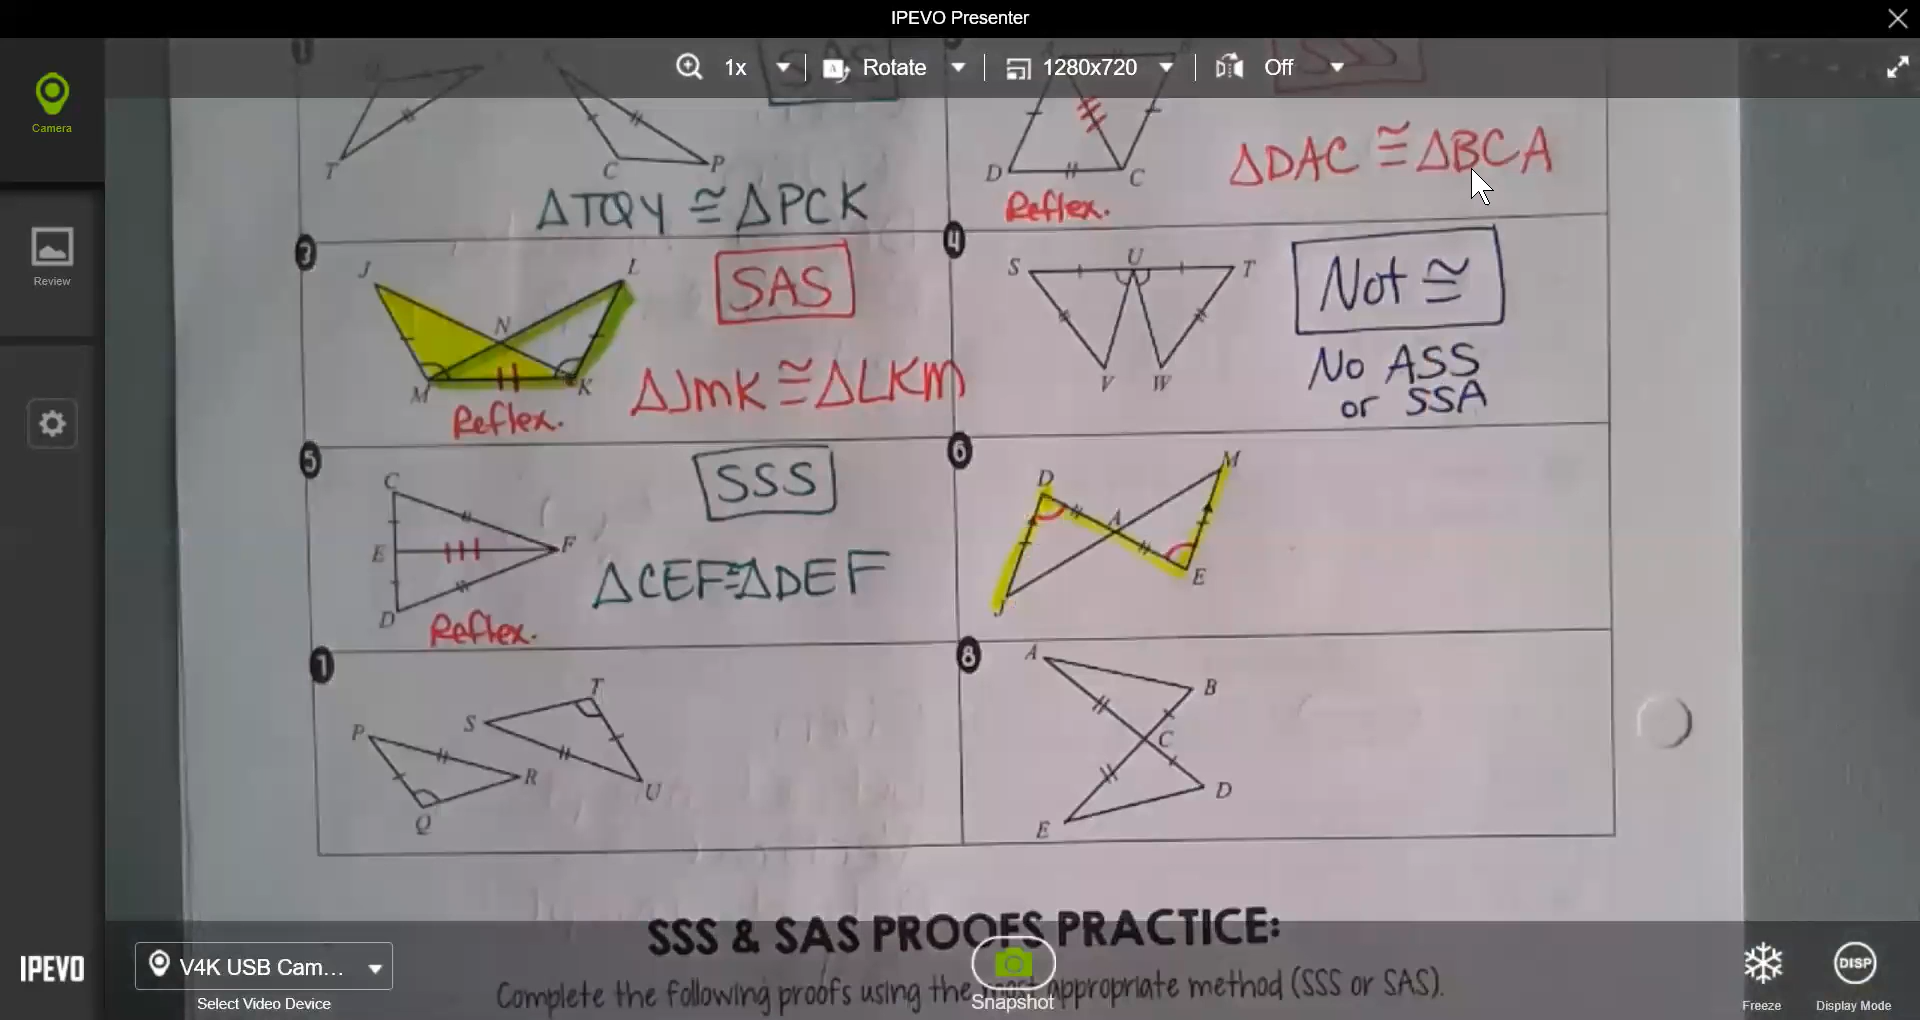 IPEVO Presenter
1x
Rotate
1280x720
Off
Camera
SAS
SSS
T
C
P
D
C
ΔTQY ≅ ΔPCK
Reflex.
ΔDAC ≅ ΔBCA
Review
3
J
L
N
M
K
SAS
Reflex.
ΔJMK ≅ ΔLKM
4
S
U
T
V
W
Not ≅
No ASS
or SSA
5
C
E
F
D
SSS
ΔCEF ≅ ΔDEF
Reflex.
6
D
M
A
E
J
T
S
P
R
U
Q
8
A
B
C
D
E
SSS & SAS PROOFS PRACTICE:
Complete the following proofs using the most appropriate method (SSS or SAS).
IPEVO
V4K USB Cam...
Select Video Device
Snapshot
Freeze
DISP
Display Mode